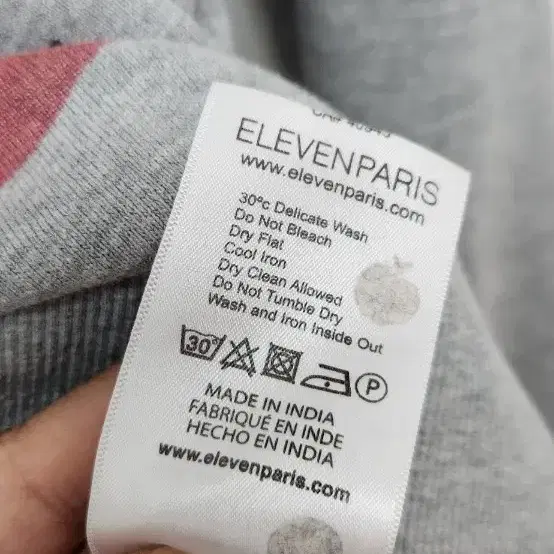 ELEVENPARIS
www.elevenparis.com
30°c Delicate Wash
Do Not Bleach
Dry Flat
Cool Iron
Dry Clean Allowed
Do Not Tumble Dry
Wash and Iron Inside Out
30° P
MADE IN INDIA
FABRIQUÉ EN INDE
HECHO EN INDIA
www.elevenparis.com